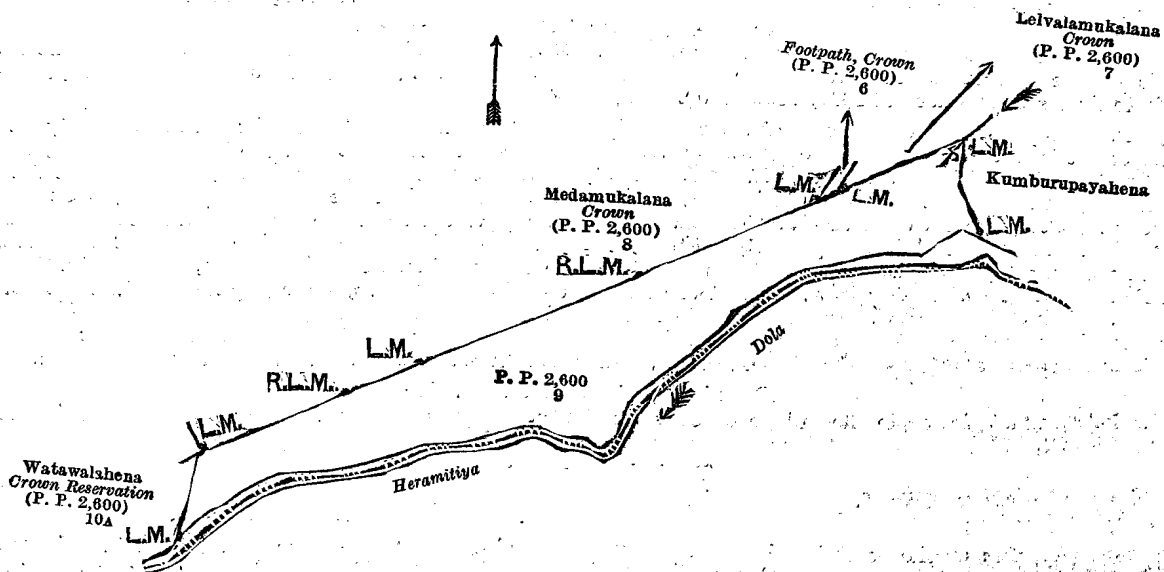 Lelvalamukalana
Crown
(P. P. 2,600)
7
Footpath, Crown
(P. P. 2,600)
6
L.M.
Kumburupayahena
L.M.
L.M.
L.M.
Medamukalana
Crown
(P. P. 2,600)
8
R.L.M.
Dola
L.M.
R.L.M.
P. P. 2,600
9
L.M.
Heramitiya
Watawalahena
Crown Reservation
(P. P. 2,600)
10A
L.M.